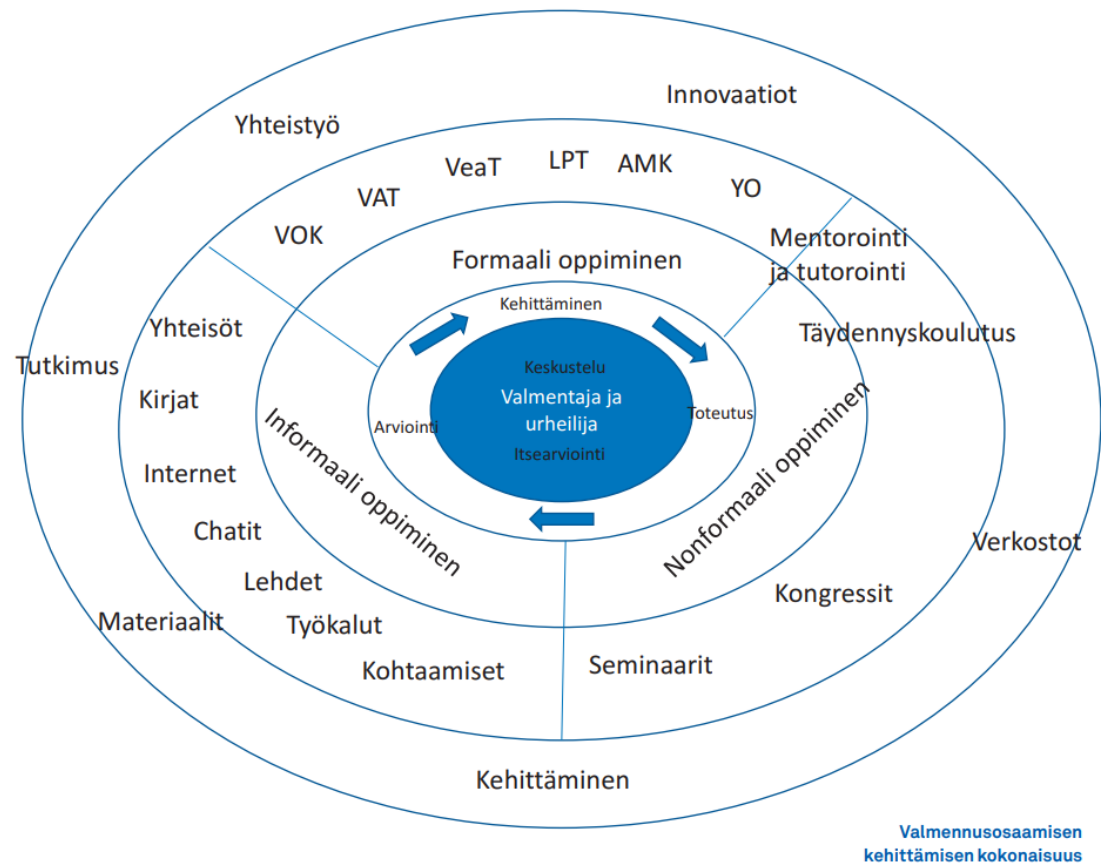 Innovaatiot
Yhteistyö
LPT
AMK
VeaT
VAT
YO
VOK
Mentorointi
ja tutorointi
Formaali oppiminen
Kehittäminen
Yhteisöt
Täydennyskoulutus
Tutkimus
Keskustelu
Kirjat
Valmentaja ja
urheilija
Toteutus
Arviointi
Itsearviointi
Informaali oppiminen
Nonformaali oppiminen
Internet
Chatit
Verkostot
Lehdet
Kongressit
Materiaalit
Työkalut
Kohtaamiset
Seminaarit
Kehittäminen
Valmennusosaamisen
kehittämisen kokonaisuus